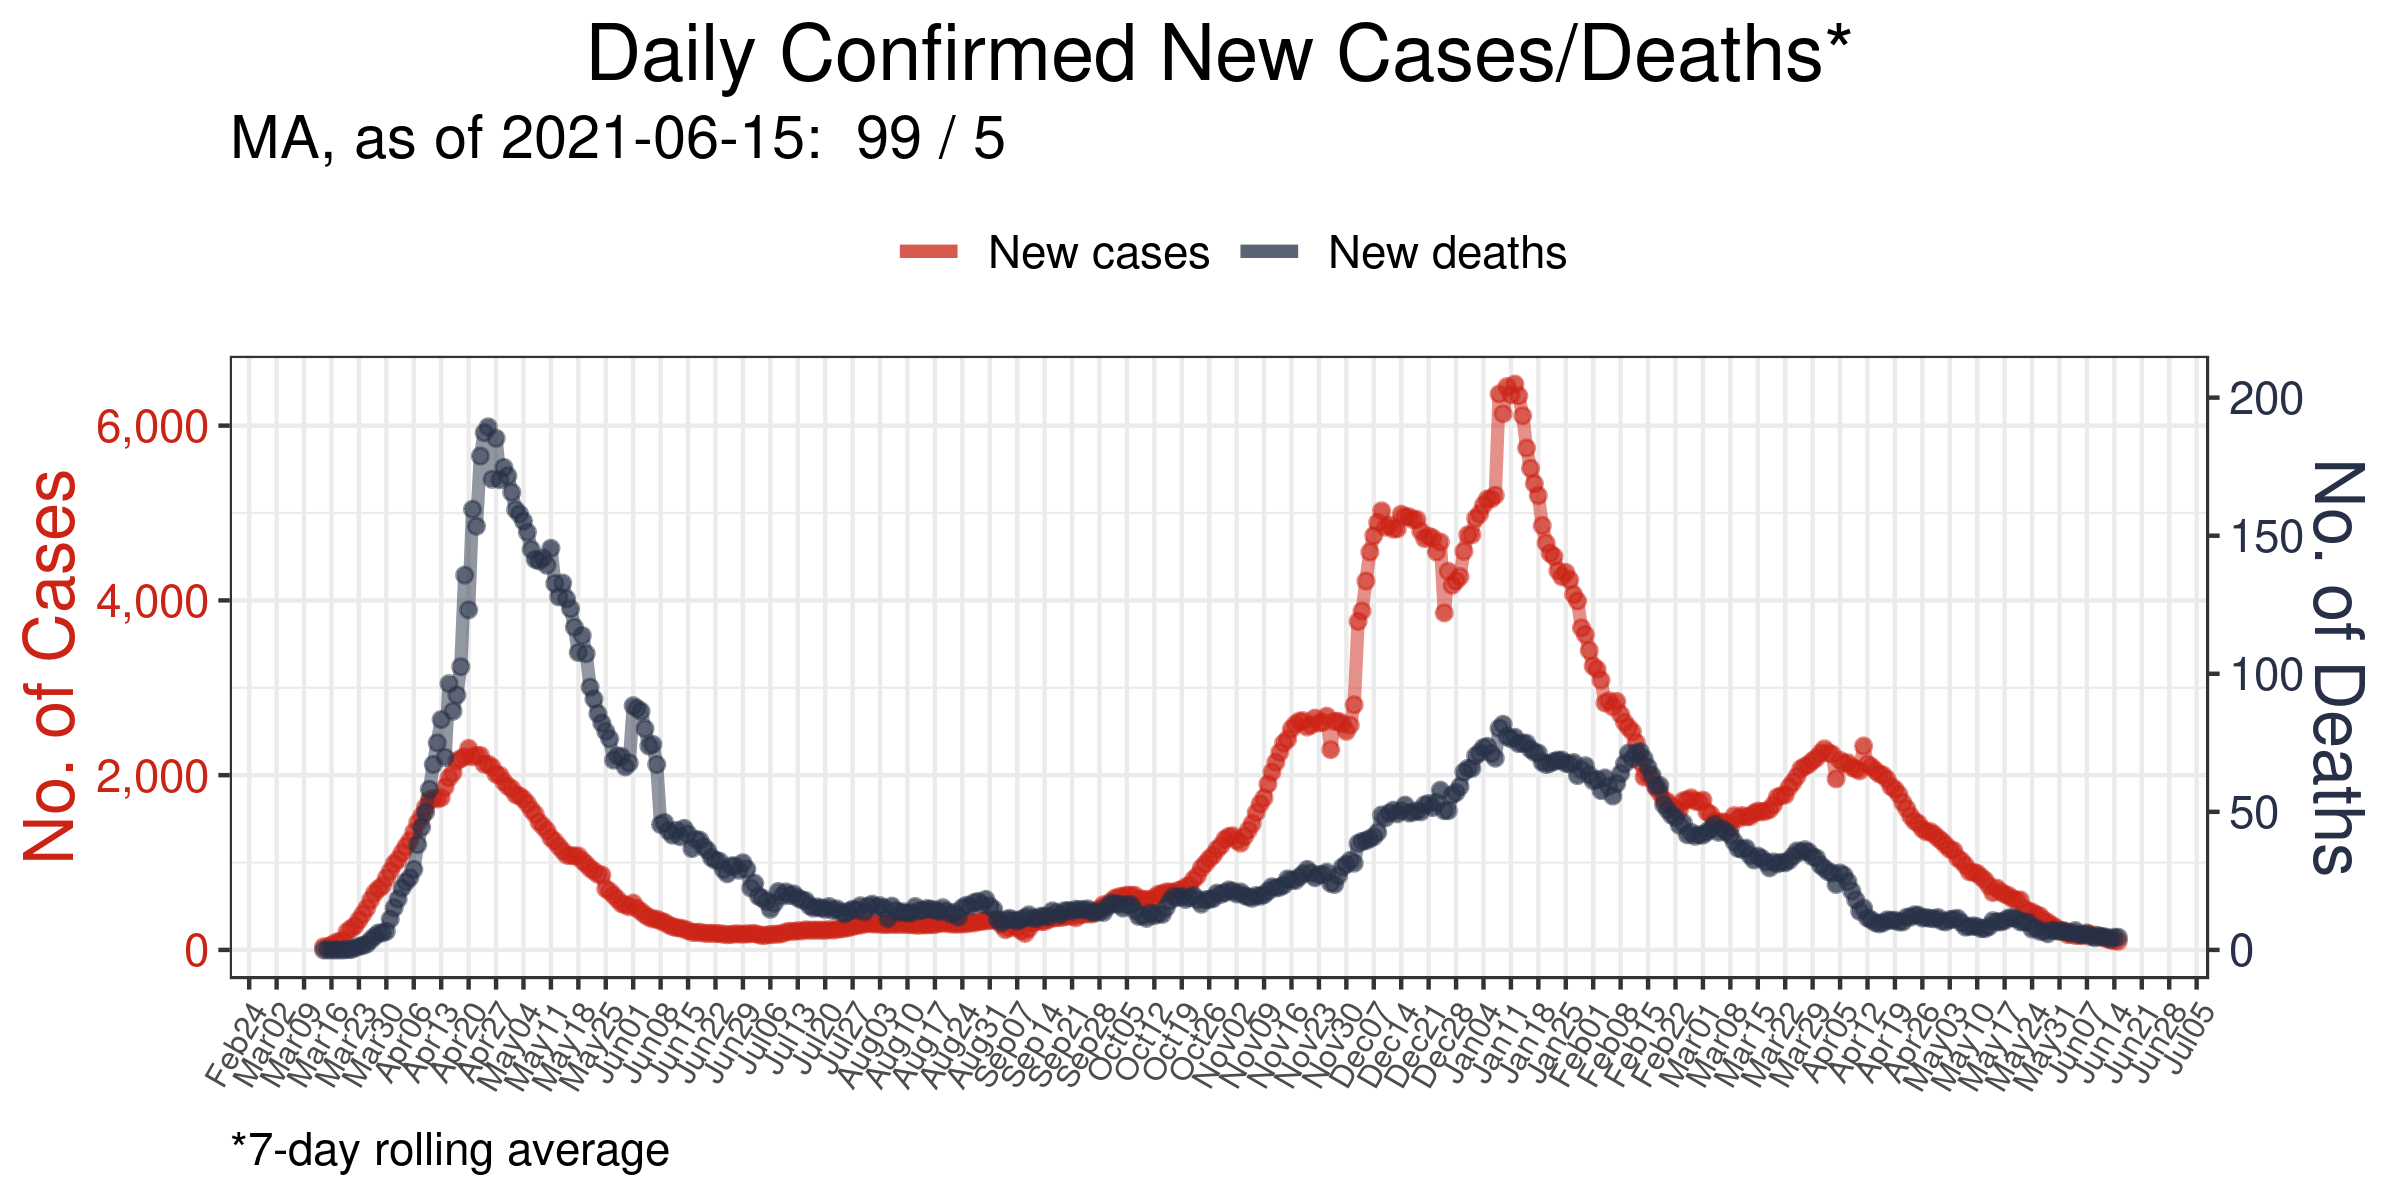 Daily Confirmed New Cases/Deaths*
MA, as of 2021-06-15:  99 / 5
New cases
New deaths
No. of Cases
6,000
4,000
2,000
0
200
150
100
50
0
No. of Deaths
Feb24
Mar02
Mar09
Mar16
Mar23
Mar30
Apr06
Apr13
Apr20
Apr27
May04
May11
May18
May25
Jun01
Jun08
Jun15
Jun22
Jun29
Jul06
Jul13
Jul20
Jul27
Aug03
Aug10
Aug17
Aug24
Aug31
Sep07
Sep14
Sep21
Sep28
Oct05
Oct12
Oct19
Oct26
Nov02
Nov09
Nov16
Nov23
Nov30
Dec07
Dec14
Dec21
Dec28
Jan04
Jan11
Jan18
Jan25
Feb01
Feb08
Feb15
Feb22
Mar01
Mar08
Mar15
Mar22
Mar29
Apr05
Apr12
Apr19
Apr26
May03
May10
May17
May24
May31
Jun07
Jun14
Jun21
Jun28
Jul05
*7-day rolling average